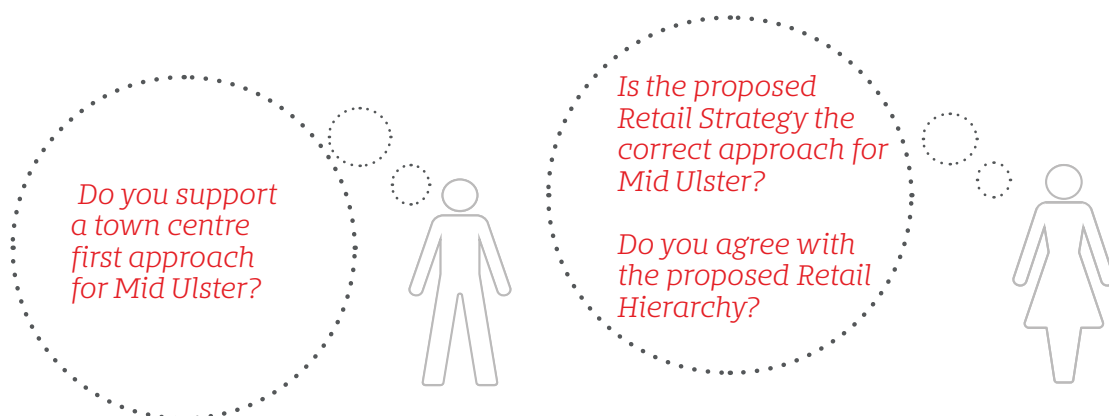 Do you support
a town centre
first approach
for Mid Ulster?
Is the proposed
Retail Strategy the
correct approach for
Mid Ulster?
Do you agree with
the proposed Retail
Hierarchy?